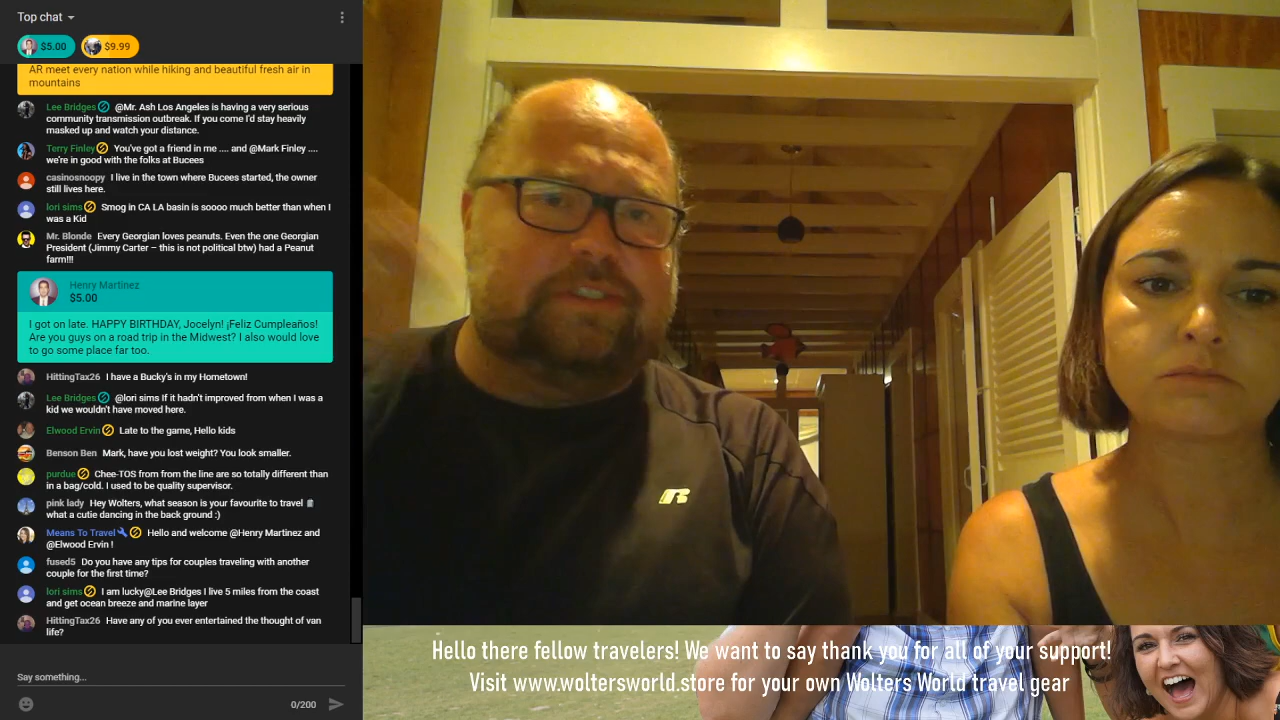 Top chat
$5.00 $9.99
AR meet every nation while hiking and beautiful fresh air in
mountains
Lee Bridges @Mr. Ash Los Angeles is having a very serious
community transmission outbreak. If you come I'd stay heavily
masked up and watch your distance.
Terry Finley You've got a friend in me .... and @Mark Finley ....
we're in good with the folks at Bucees
casinosnoopy I live in the town where Bucees started, the owner
still lives here.
lori sims Smog in CA LA basin is soooo much better than when I
was a Kid
Mr. Blonde Every Georgian loves peanuts. Even the one Georgian
President (Jimmy Carter – this is not political btw) had a Peanut
farm!!!
Henry Martinez
$5.00
I got on late. HAPPY BIRTHDAY, Jocelyn! ¡Feliz Cumpleaños!
Are you guys on a road trip in the Midwest? I also would love
to go some place far too.
HittingTax26 I have a Bucky's in my Hometown!
Lee Bridges @lori sims If it hadn't improved from when I was a
kid we wouldn't have moved here.
Elwood Ervin Late to the game, Hello kids
Benson Ben Mark, have you lost weight? You look smaller.
purdue Chee-TOS from from the line are so totally different than
in a bag/cold. I used to be quality supervisor.
pink lady Hey Wolters, what season is your favourite to travel
what a cutie dancing in the back ground :)
Means To Travel Hello and welcome @Henry Martinez and
@Elwood Ervin !
fused5 Do you have any tips for couples traveling with another
couple for the first time?
lori sims I am lucky@Lee Bridges I live 5 miles from the coast
and get ocean breeze and marine layer
HittingTax26 Have any of you ever entertained the thought of van
life?
Say something...
0/200
R
Hello there fellow travelers! We want to say thank you for all of your support!
Visit www.woltersworld.store for your own Wolters World travel gear